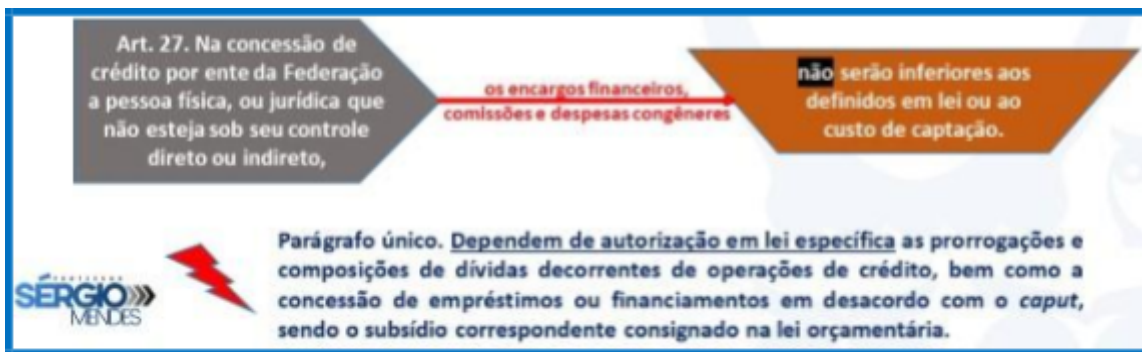 Art. 27. Na concessão de
crédito por ente da Federação
a pessoa física, ou jurídica que
não esteja sob seu controle
direto ou indireto,
os encargos financeiros,
comissões e despesas congêneres
não serão inferiores aos
definidos em lei ou ao
custo de captação.
Parágrafo único. Dependem de autorização em lei específica as prorrogações e
composições de dívidas decorrentes de operações de crédito, bem como a
concessão de empréstimos ou financiamentos em desacordo com o caput,
sendo o subsídio correspondente consignado na lei orçamentária.
SÉRGIO
MENDES